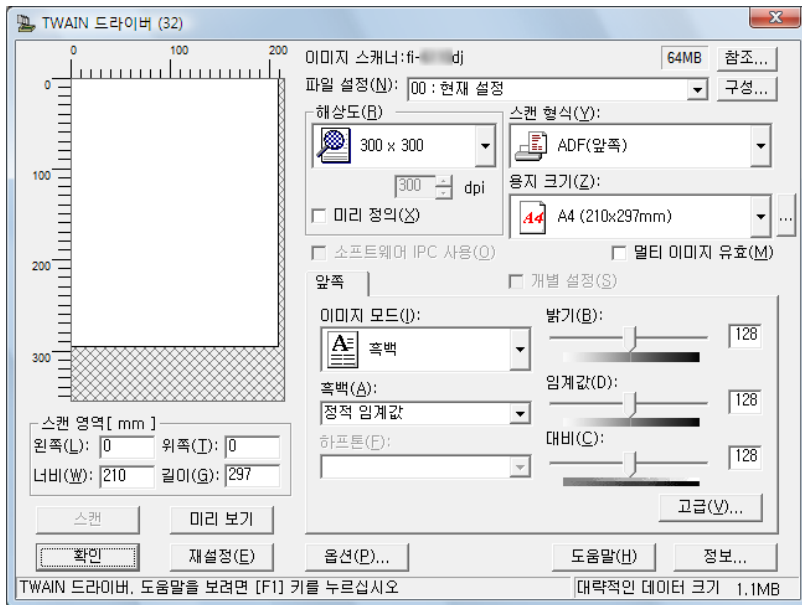 TWAIN 드라이버 (32)
0 100 200
0
100
200
300
이미지 스캐너:fi- dj
64MB
참조...
파일 설정(N): 00 : 현재 설정
구성...
해상도(R)
300 x 300
300 dpi
미리 정의(X)
스캔 형식(Y):
ADF(앞쪽)
용지 크기(Z):
A4 A4 (210x297mm)
...
소프트웨어 IPC 사용(O)
멀티 이미지 유효(M)
앞쪽
개별 설정(S)
이미지 모드(I):
A 흑백
흑백(A):
정적 임계값
하프톤(F):
밝기(B):
128
임계값(D):
128
대비(C):
128
고급(V)...
스캔 영역[ mm ]
왼쪽(L): 0 위쪽(T): 0
너비(W): 210 길이(G): 297
스캔 미리 보기
확인 재설정(E) 옵션(P)... 도움말(H) 정보...
TWAIN 드라이버, 도움말을 보려면 [F1] 키를 누르십시오 대략적인 데이터 크기 1.1MB